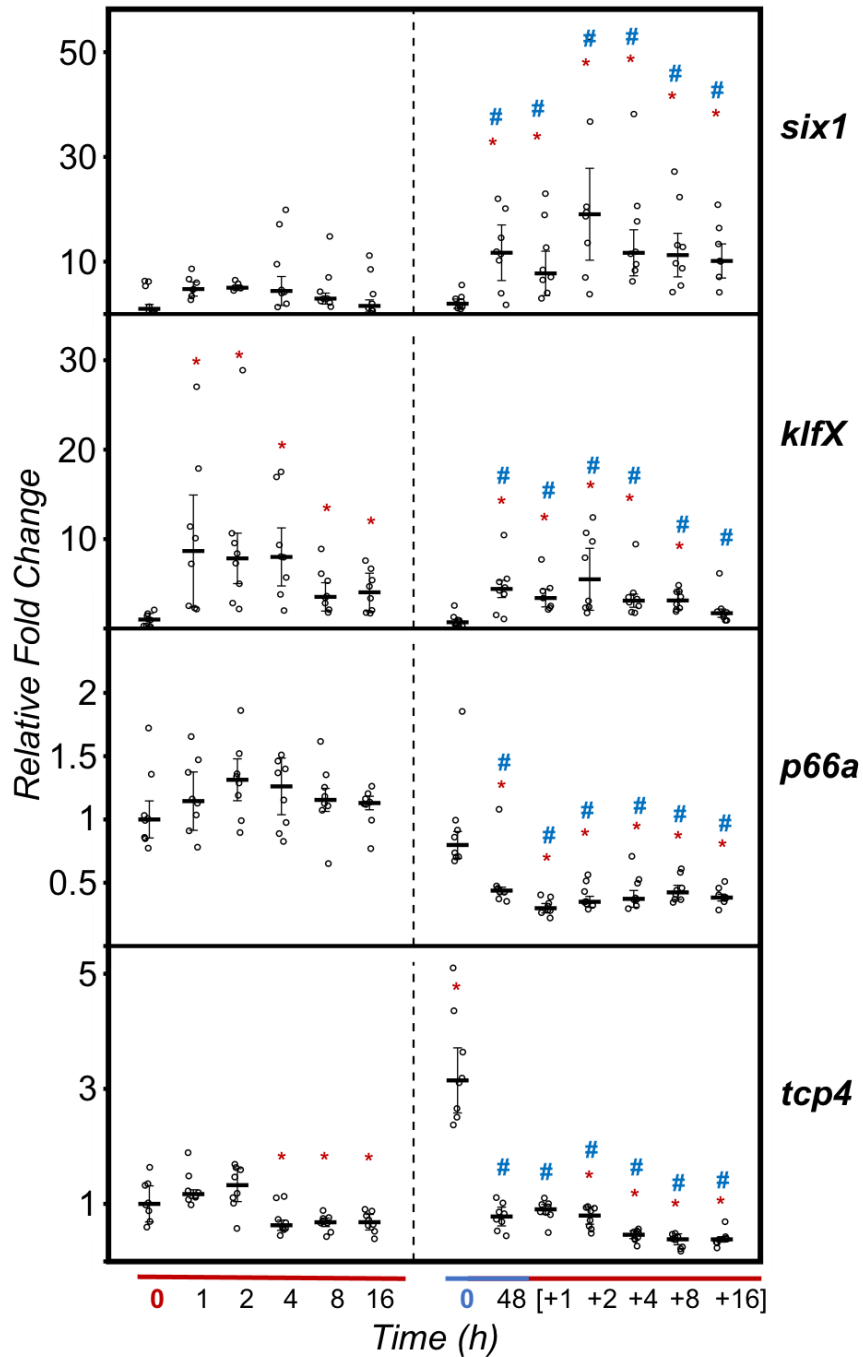 Relative Fold Change
50
30
10
# # # # # #
* * * * * *
six1
30
20
10
* * * * *
# # # # # #
* * * * *
klfX
2
1.5
1
0.5
# # # # # #
* * * * * *
p66a
5
3
1
* * * *
# # # # # #
* * * *
tcp4
0 1 2 4 8 16 0 48 [+1 +2 +4 +8 +16]
Time (h)